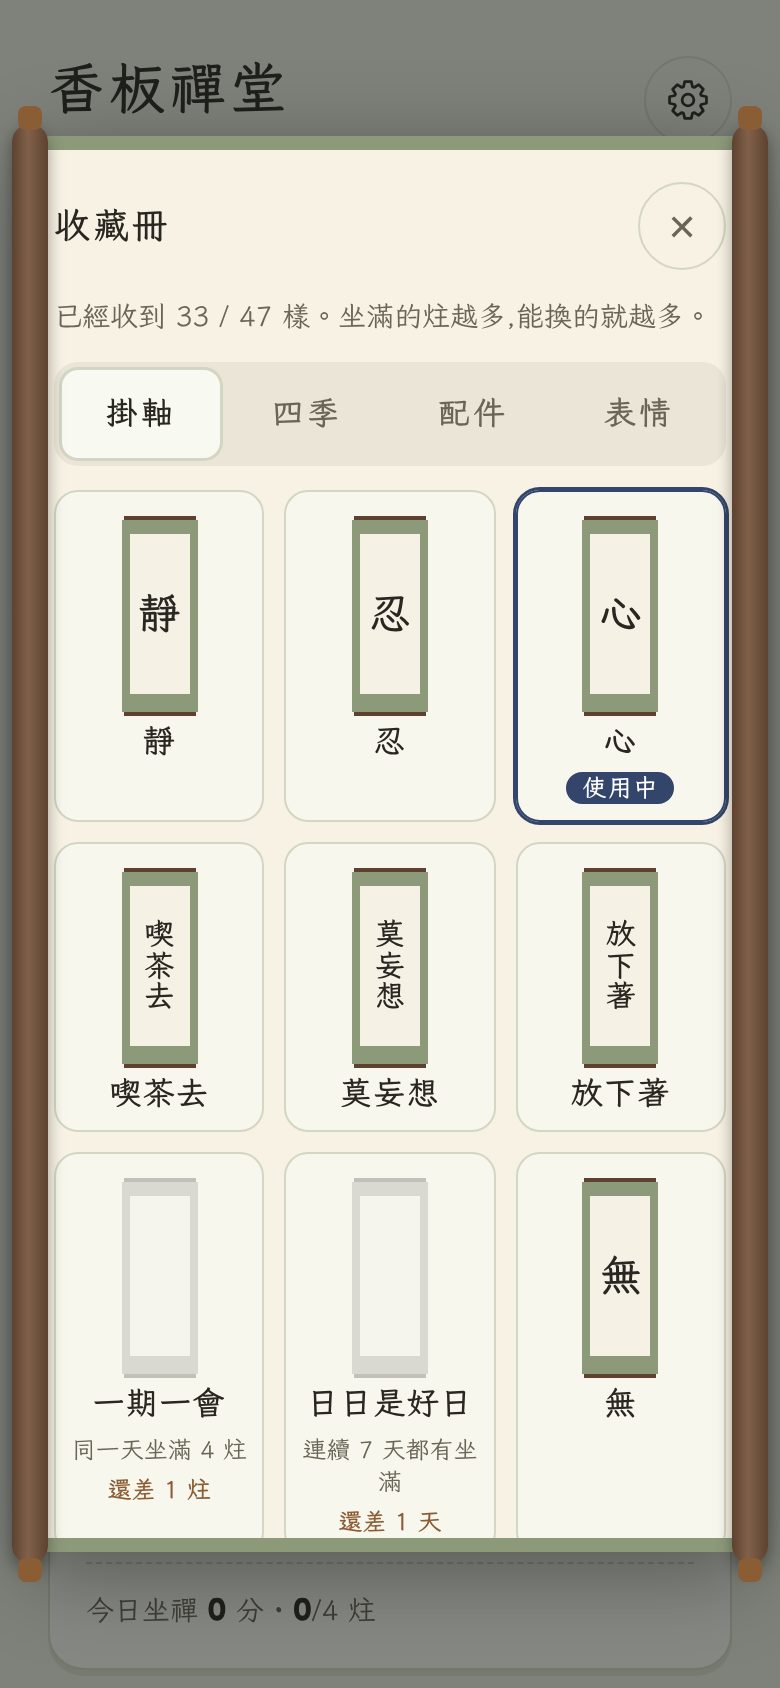 香板禪堂
收藏冊
已經收到 33 / 47 樣。坐滿的炷越多,能換的就越多。
掛軸 四季 配件 表情
靜 忍 心
靜 忍 心
使用中
喫茶去 莫妄想 放下著
喫茶去 莫妄想 放下著
無
一期一會 日日是好日 無
同一天坐滿 4 炷
還差 1 炷
連續 7 天都有坐
滿
還差 1 天
今日坐禪 0 分・0/4 炷